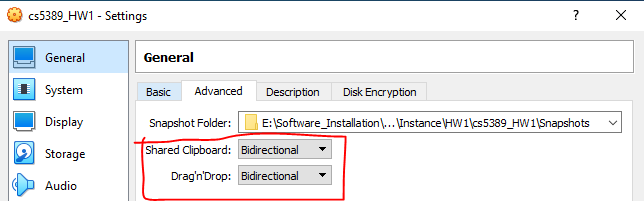 cs5389_HW1 - Settings
General
General
System
Basic Advanced Description Disk Encryption
Display
Snapshot Folder: E:\Software_Installation\...\Instance\HW1\cs5389_HW1\Snapshots
Storage
Shared Clipboard: Bidirectional
Drag'n'Drop: Bidirectional
Audio